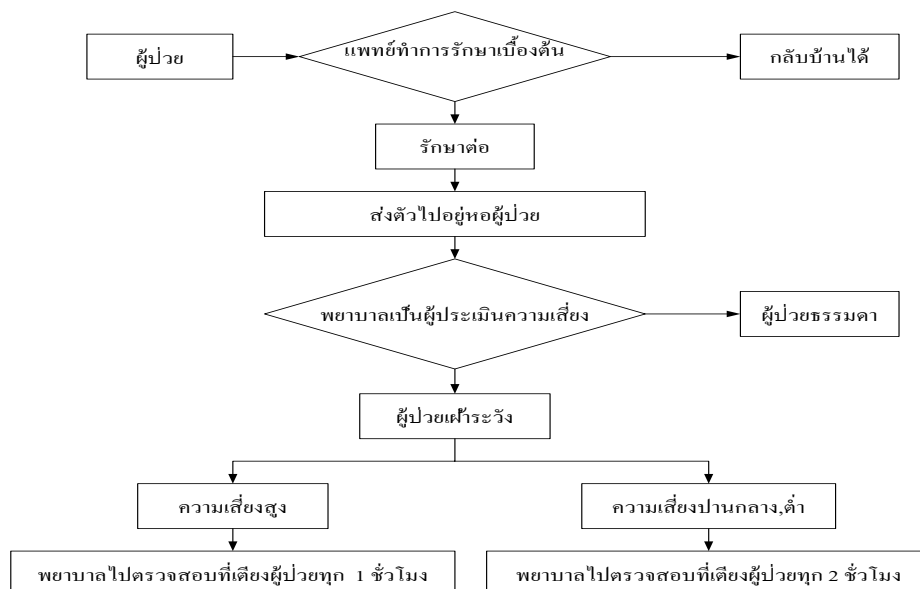 ผู้ป่วย
แพทย์ทำการรักษาเบื้องต้น
กลับบ้านได้
รักษาต่อ
ส่งตัวไปอยู่หอผู้ป่วย
พยาบาลเป็นผู้ประเมินความเสี่ยง
ผู้ป่วยธรรมดา
ผู้ป่วยเฝ้าระวัง
ความเสี่ยงสูง
ความเสี่ยงปานกลาง,ต่ำ
พยาบาลไปตรวจสอบที่เตียงผู้ป่วยทุก 1 ชั่วโมง
พยาบาลไปตรวจสอบที่เตียงผู้ป่วยทุก 2 ชั่วโมง